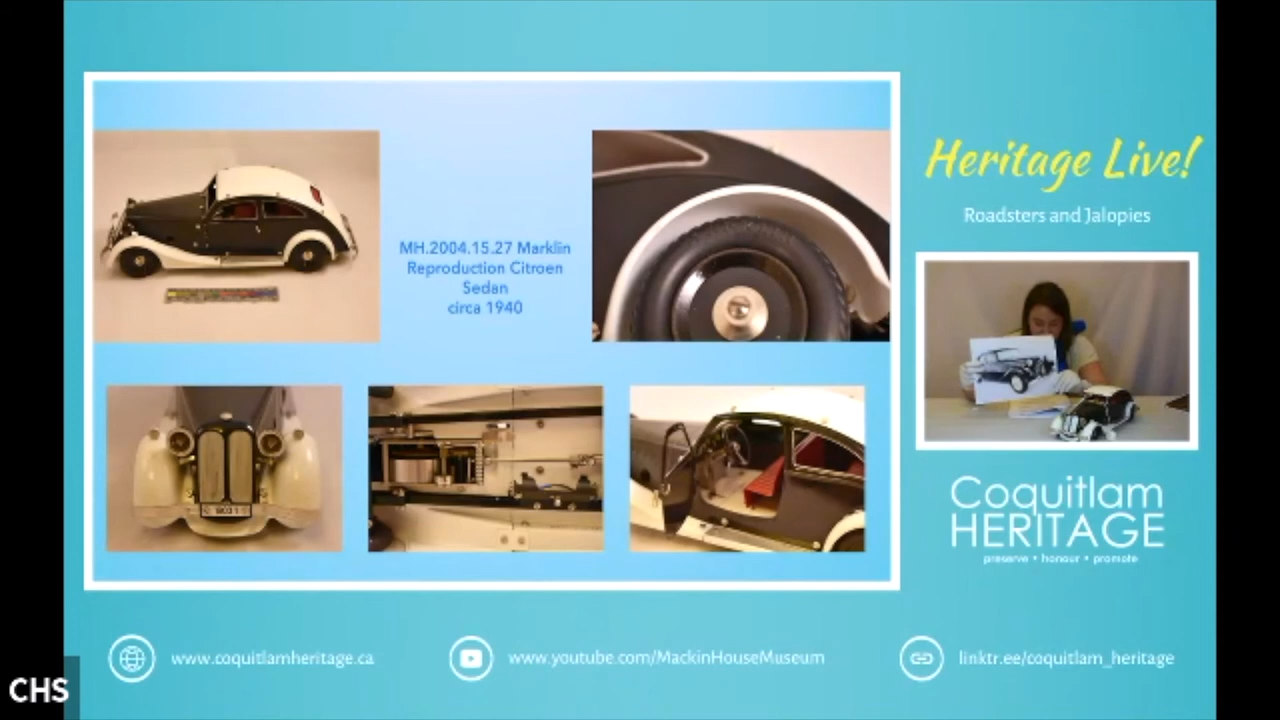 MH.2004.15.27 Marklin
Reproduction Citroen
Sedan
circa 1940
Heritage Live!
Roadsters and Jalopies
Coquitlam
HERITAGE
preserve • honour • promote
www.coquitlamheritage.ca
www.youtube.com/MackinHouseMuseum
linktr.ee/coquitlam_heritage
CHS